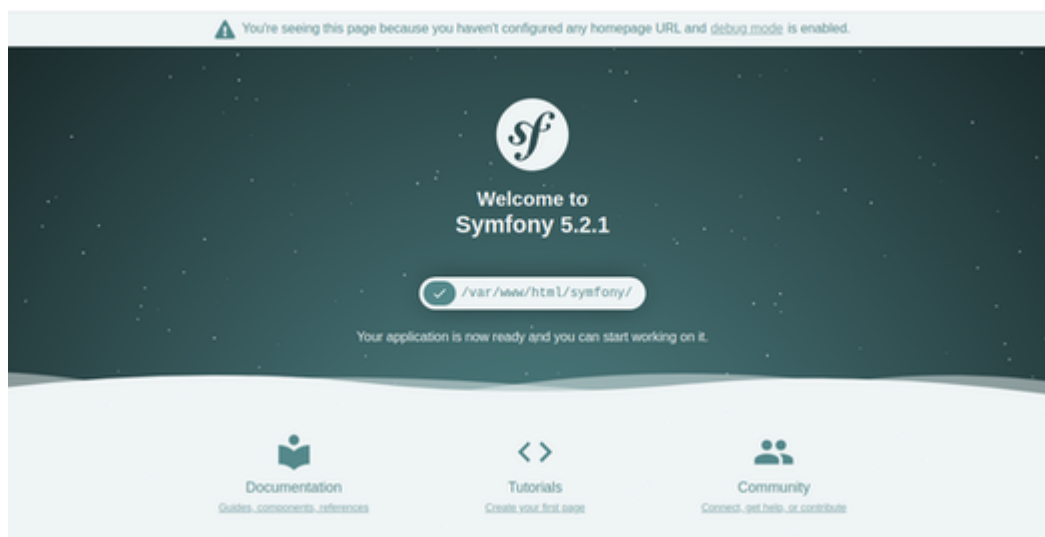 You're seeing this page because you haven't configured any homepage URL and debug mode is enabled.
sf
Welcome to
Symfony 5.2.1
/var/www/html/symfony/
Your application is now ready and you can start working on it.
Documentation
Guides, components, references
Tutorials
Create your first page
Community
Connect, get help, or contribute